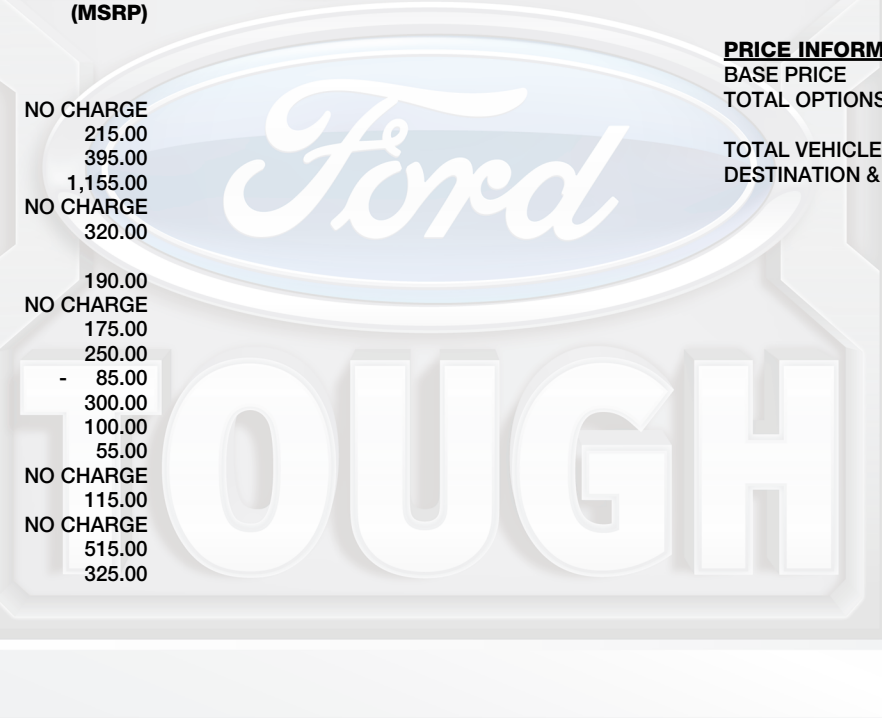 (MSRP)
NO CHARGE
215.00
395.00
1,155.00
NO CHARGE
320.00
190.00
NO CHARGE
175.00
250.00
- 85.00
300.00
100.00
55.00
NO CHARGE
115.00
NO CHARGE
515.00
325.00
PRICE INFORM
BASE PRICE
TOTAL OPTIONS
TOTAL VEHICLE
DESTINATION &
Ford
TOUGH